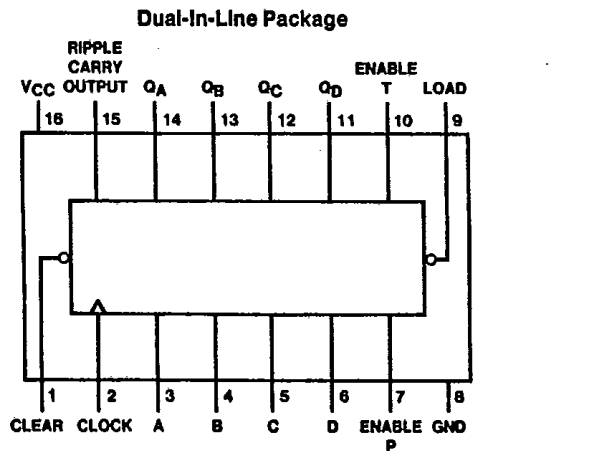 Dual-In-Line Package
RIPPLE
CARRY ENABLE
VCC OUTPUT QA QB QC QD T LOAD
16 15 14 13 12 11 10 9
1 2 3 4 5 6 7 8
CLEAR CLOCK A B C D ENABLE GND
P